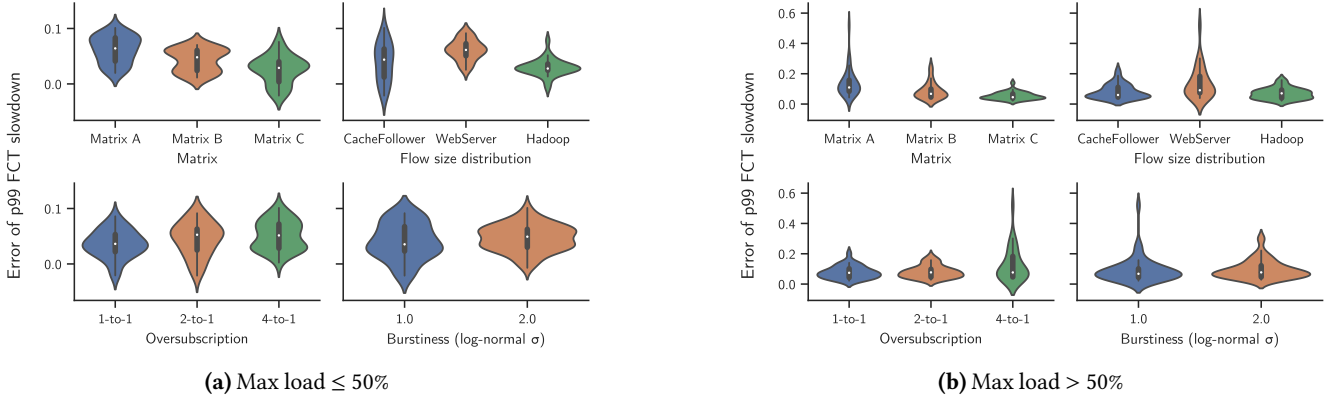 Error of p99 FCT slowdown
0.1
0.0
Matrix A Matrix B Matrix C
Matrix
CacheFollower WebServer Hadoop
Flow size distribution
0.1
0.0
1-to-1 2-to-1 4-to-1
Oversubscription
1.0 2.0
Burstiness (log-normal σ)
(a) Max load ≤ 50%
Error of p99 FCT slowdown
0.6
0.4
0.2
0.0
Matrix A Matrix B Matrix C
Matrix
CacheFollower WebServer Hadoop
Flow size distribution
0.6
0.4
0.2
0.0
1-to-1 2-to-1 4-to-1
Oversubscription
1.0 2.0
Burstiness (log-normal σ)
(b) Max load > 50%